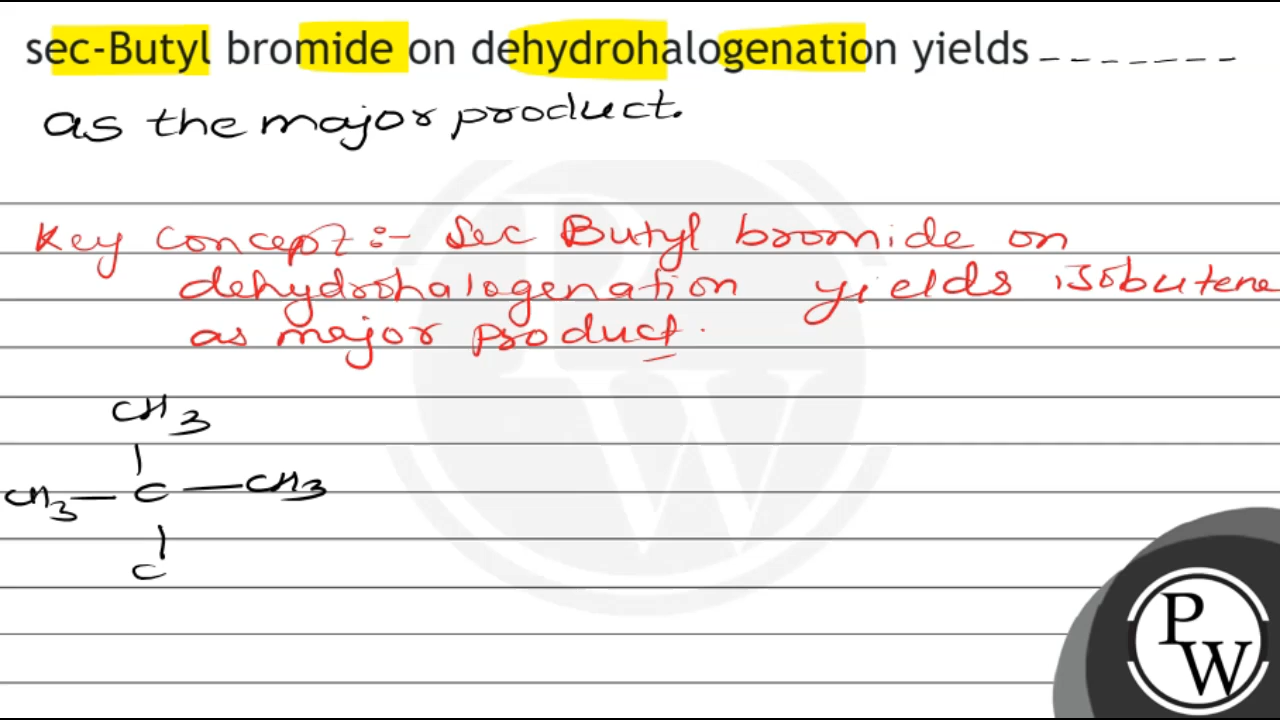 sec-Butyl bromide on dehydrohalogenation yields -------
as the major product.
Key concept :- Sec Butyl bromide on
dehydrohalogenation yields isobutene
as major product.
CH3
|
CH3 — C — CH3
|
C
P
W
P
W